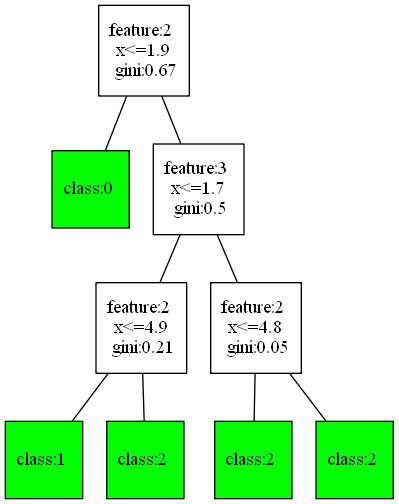 feature:2
x<=1.9
gini:0.67
class:0
feature:3
x<=1.7
gini:0.5
feature:2
x<=4.9
gini:0.21
feature:2
x<=4.8
gini:0.05
class:1
class:2
class:2
class:2